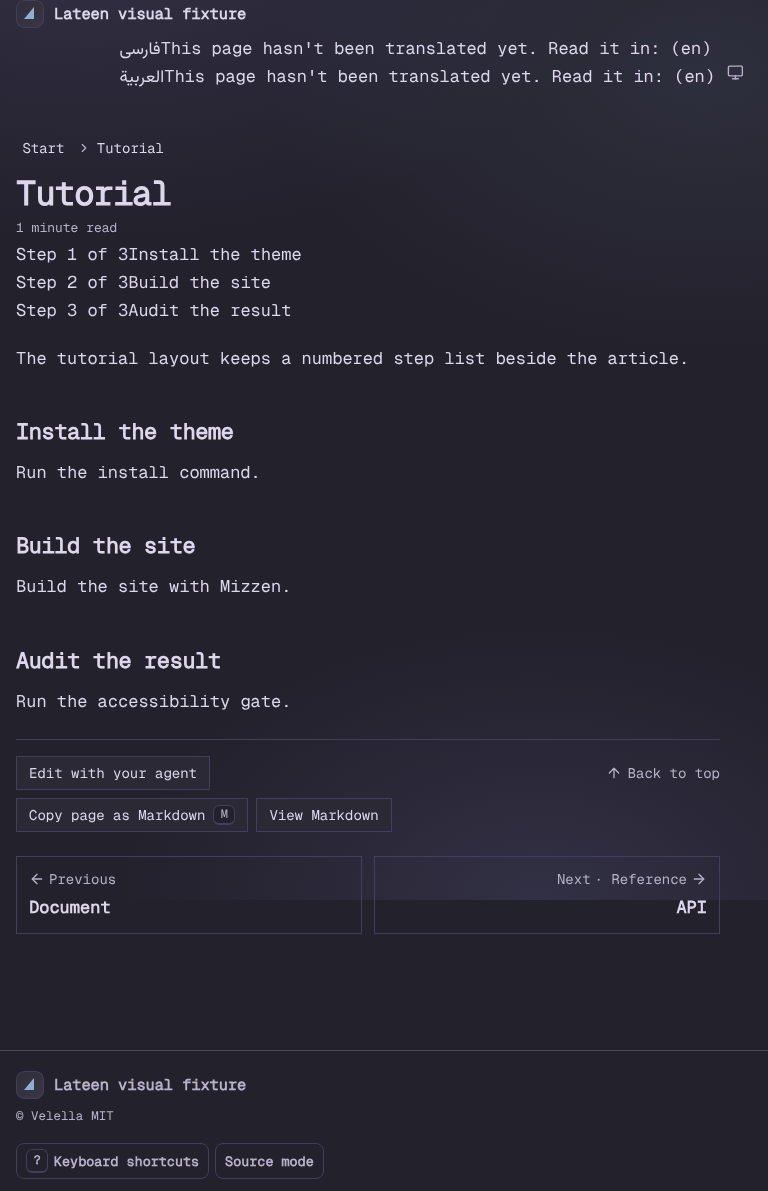 Lateen visual fixture
فارسیThis page hasn't been translated yet. Read it in: (en)
العربيةThis page hasn't been translated yet. Read it in: (en)
Start > Tutorial
Tutorial
1 minute read
Step 1 of 3Install the theme
Step 2 of 3Build the site
Step 3 of 3Audit the result
The tutorial layout keeps a numbered step list beside the article.
Install the theme
Run the install command.
Build the site
Build the site with Mizzen.
Audit the result
Run the accessibility gate.
Edit with your agent
↑ Back to top
Copy page as Markdown M
View Markdown
← Previous
Document
Next · Reference →
API
Lateen visual fixture
© Velella MIT
? Keyboard shortcuts
Source mode